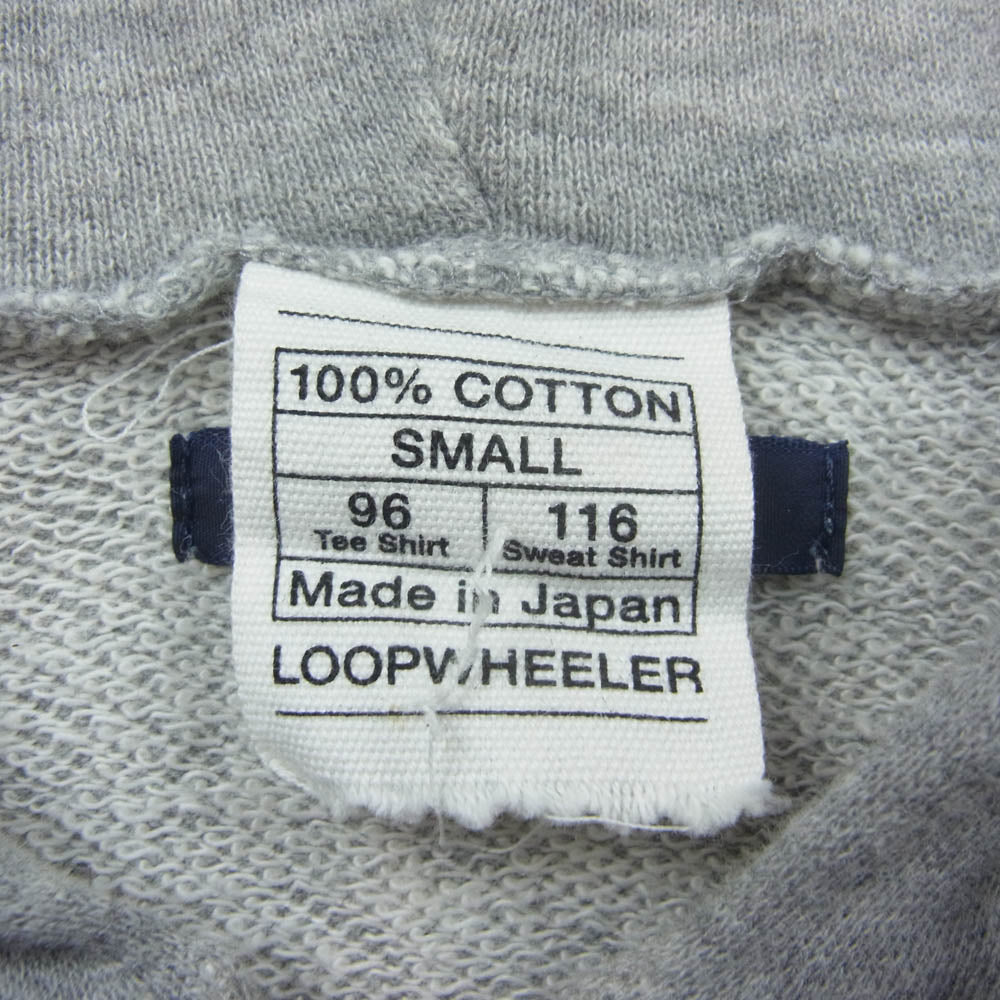 100% COTTON
SMALL
96 116
Tee Shirt Sweat Shirt
Made in Japan
LOOPWHEELER